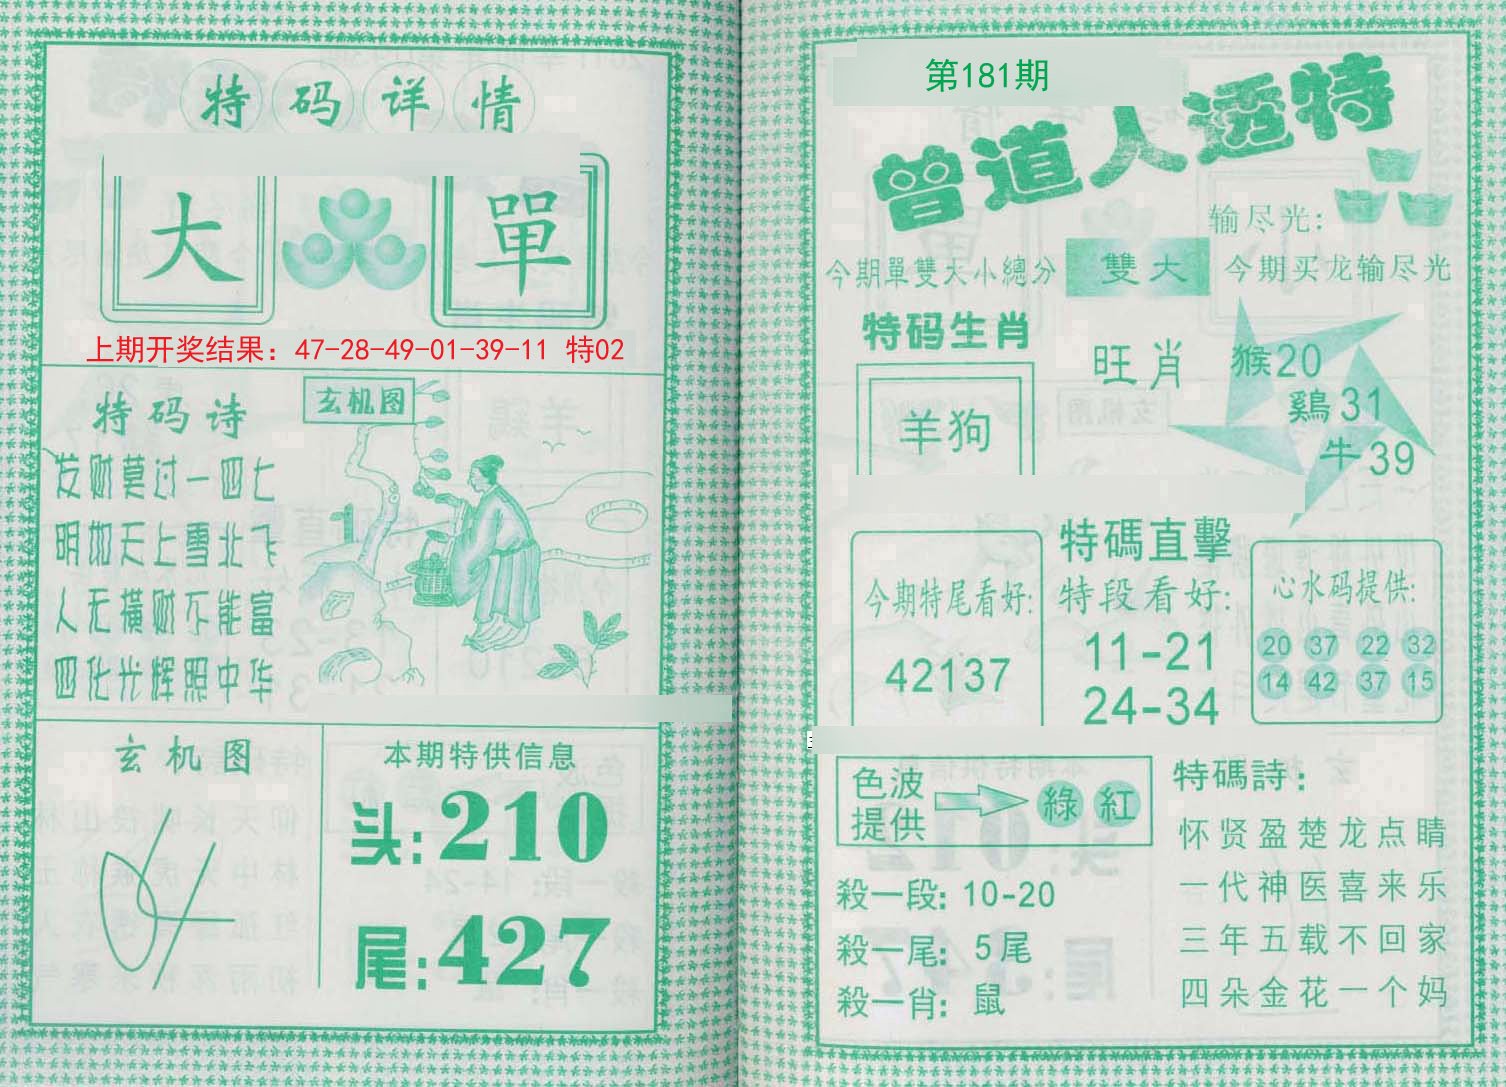 特码详情
大 單
上期开奖结果：47-28-49-01-39-11 特02
特码诗
玄机图
发财莫过一四七
明如天上雪北飞
人无横财不能富
四化光辉照中华
玄机图
本期特供信息
头:210
尾:427
第181期
曾道人透特
输尽光:
今期單雙大小總分 雙大 今期买龙输尽光
特码生肖
羊狗
旺肖
猴20
鷄31
牛39
今期特尾看好:
42137
特碼直擊
特段看好:
11-21
24-34
心水码提供:
20 37 22 32
14 42 37 15
色波提供 綠 紅
殺一段: 10-20
殺一尾: 5尾
殺一肖: 鼠
特碼詩:
怀贤盈楚龙点睛
一代神医喜来乐
三年五载不回家
四朵金花一个妈